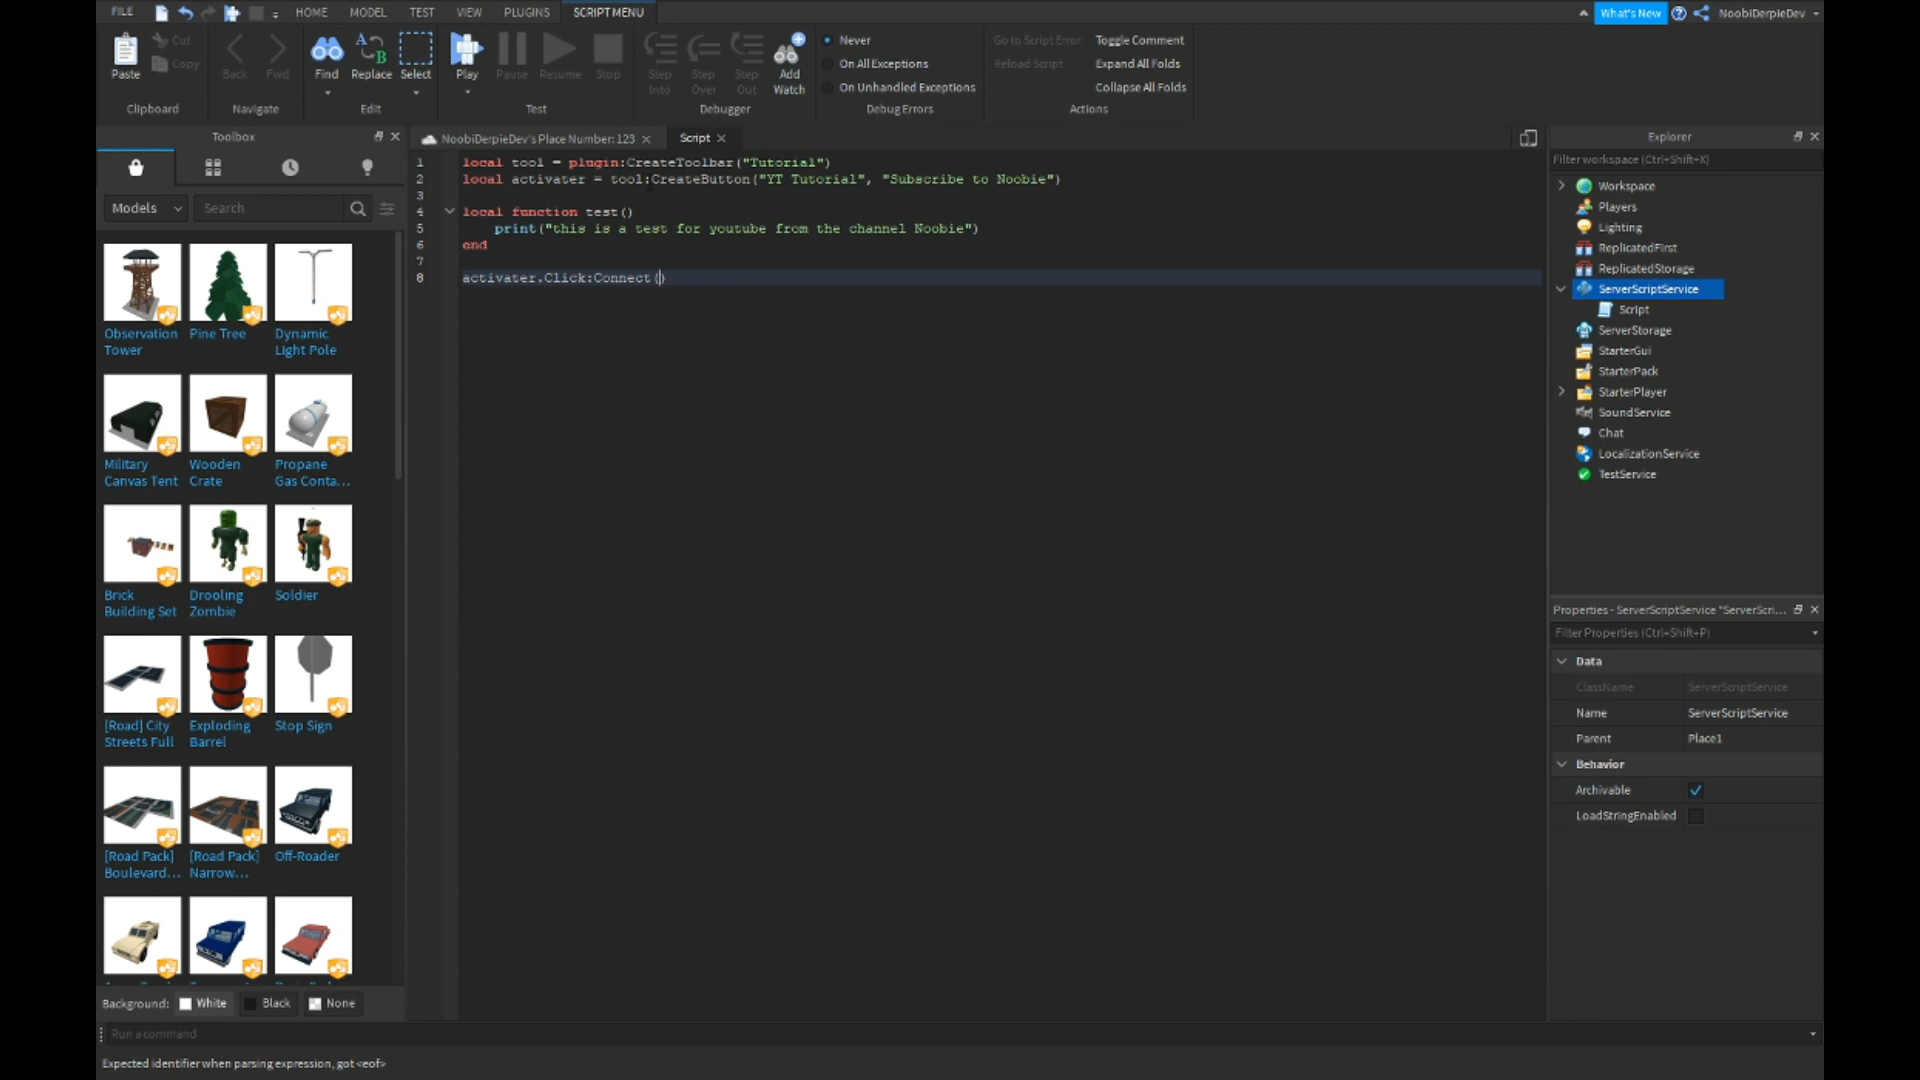 FILE
HOME
MODEL
TEST
VIEW
PLUGINS
SCRIPT MENU
What's New
NoobiDerpieDev
Paste
Cut
Copy
Clipboard
Back
Fwd
Navigate
Find
Replace
Select
Edit
Play
Pause
Resume
Stop
Test
Step Into
Step Over
Step Out
Add Watch
Debugger
Never
On All Exceptions
On Unhandled Exceptions
Debug Errors
Go to Script Error
Reload Script
Toggle Comment
Expand All Folds
Collapse All Folds
Actions
Toolbox
Models
Search
Observation Tower
Pine Tree
Dynamic Light Pole
Military Canvas Tent
Wooden Crate
Propane Gas Conta...
Brick Building Set
Drooling Zombie
Soldier
[Road] City Streets Full
Exploding Barrel
Stop Sign
[Road Pack] Boulevard...
[Road Pack] Narrow...
Off-Roader
Background:
White
Black
None
NoobiDerpieDev's Place Number: 123
Script
1 local tool = plugin:CreateToolbar("Tutorial")
2 local activater = tool:CreateButton("YT Tutorial", "Subscribe to Noobie")
3
4 local function test()
5 print("this is a test for youtube from the channel Noobie")
6 end
7
8 activater.Click:Connect()
Explorer
Filter workspace (Ctrl+Shift+X)
Workspace
Players
Lighting
ReplicatedFirst
ReplicatedStorage
ServerScriptService
Script
ServerStorage
StarterGui
StarterPack
StarterPlayer
SoundService
Chat
LocalizationService
TestService
Properties - ServerScriptService "ServerScri...
Filter Properties (Ctrl+Shift+P)
Data
ClassName ServerScriptService
Name ServerScriptService
Parent Place1
Behavior
Archivable
LoadStringEnabled
Run a command
Expected identifier when parsing expression, got <eof>